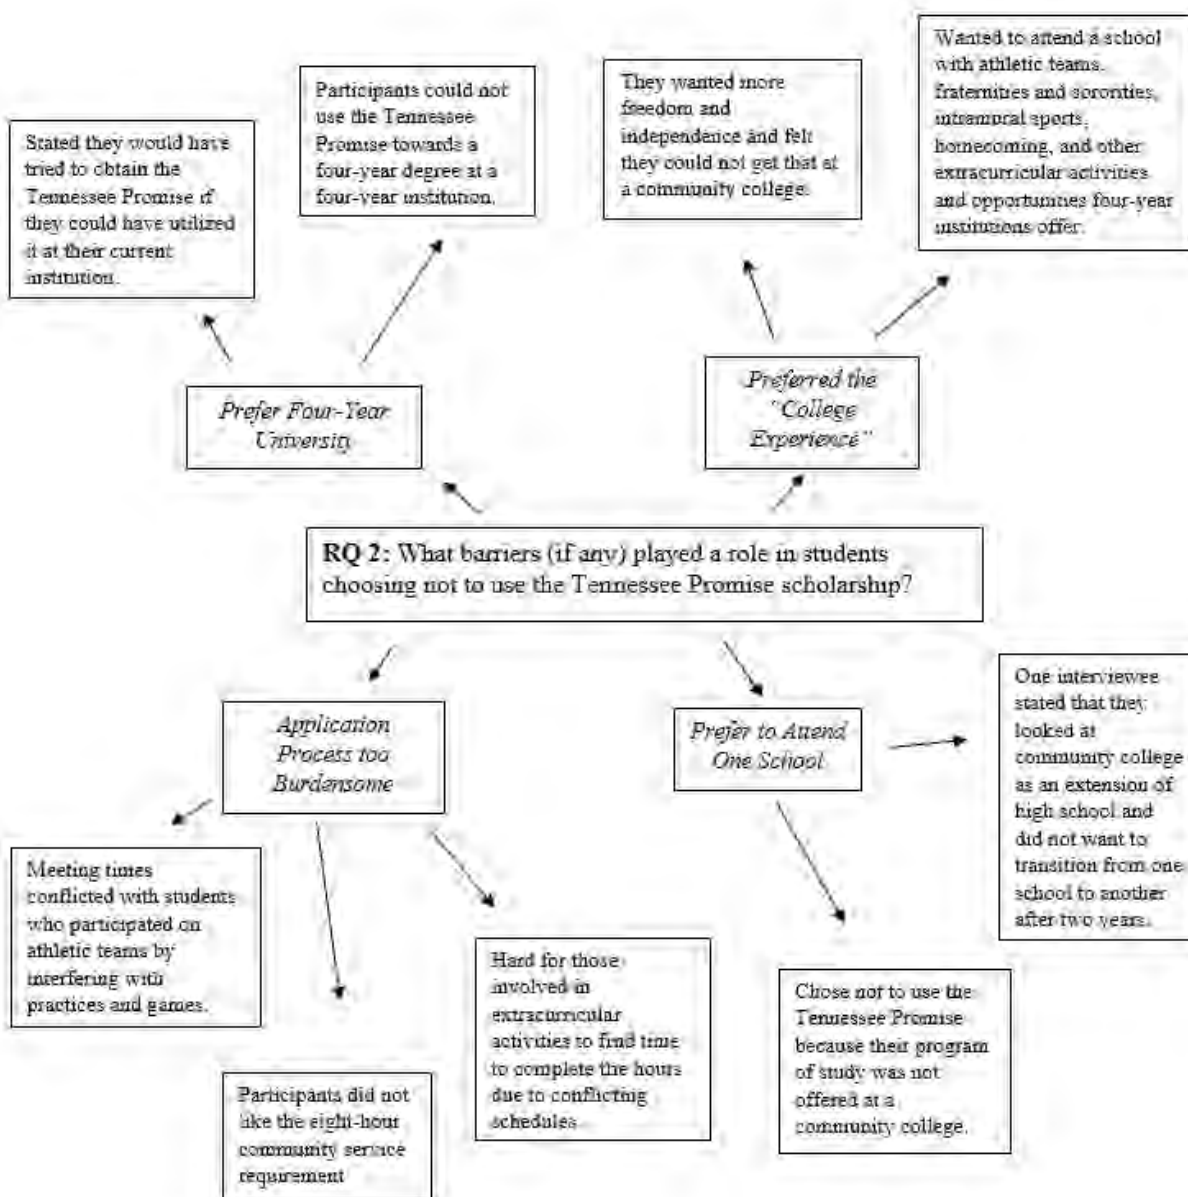 Stated they would have
tried to obtain the
Tennessee Promise if
they could have utilized
it at their current
institution.
Participants could not
use the Tennessee
Promise towards a
four-year degree at a
four-year institution.
They wanted more
freedom and
independence and felt
they could not get that at
a community college.
Wanted to attend a school
with athletic teams,
fraternities and sororities,
intramural sports,
homecoming, and other
extracurricular activities
and opportunities four-year
institutions offer.
Prefer Four-Year
University
Preferred the
"College
Experience"
RQ 2: What barriers (if any) played a role in students
choosing not to use the Tennessee Promise scholarship?
Application
Process too
Burdensome
Prefer to Attend
One School
One interviewee
stated that they
looked at
community college
as an extension of
high school and
did not want to
transition from one
school to another
after two years.
Meeting times
conflicted with students
who participated on
athletic teams by
interfering with
practices and games.
Participants did not
like the eight-hour
community service
requirement
Hard for those
involved in
extracurricular
activities to find time
to complete the hours
due to conflicting
schedules
Chose not to use the
Tennessee Promise
because their program
of study was not
offered at a
community college.